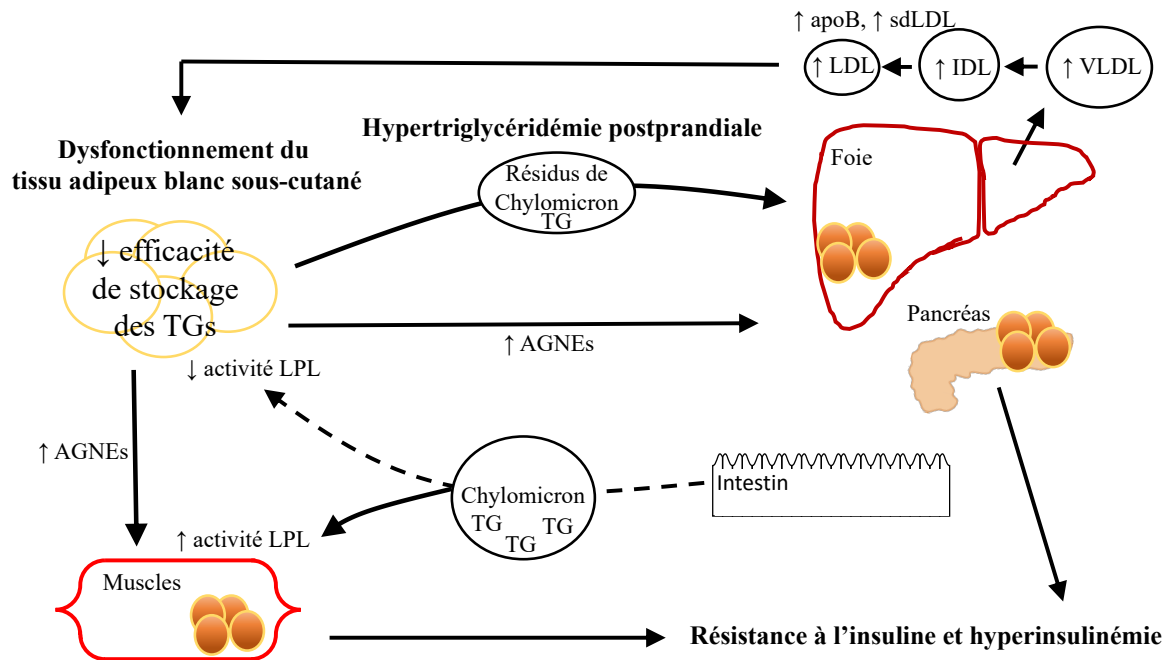 ↑ apoB, ↑ sdLDL
↑ LDL
↑ IDL
↑ VLDL
Hypertriglycéridémie postprandiale
Dysfonctionnement du
tissu adipeux blanc sous-cutané
Résidus de
Chylomicron
TG
Foie
↓ efficacité
de stockage
des TGs
↑ AGNEs
Pancréas
↓ activité LPL
↑ AGNEs
Chylomicron
TG TG
TG
Intestin
↑ activité LPL
Muscles
Résistance à l’insuline et hyperinsulinémie